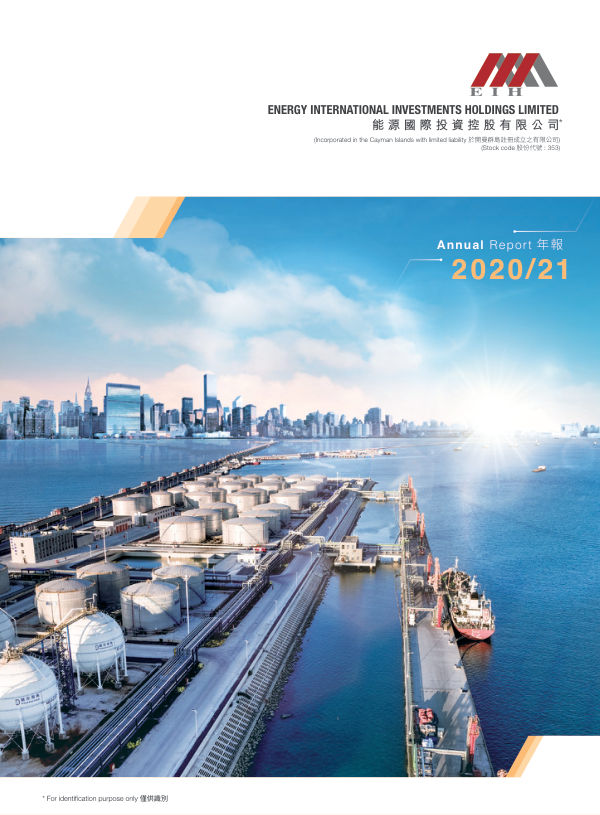 EIH
ENERGY INTERNATIONAL INVESTMENTS HOLDINGS LIMITED
能源國際投資控股有限公司*
(Incorporated in the Cayman Islands with limited liability 於開曼群島註冊成立之有限公司)
(Stock code 股份代號 : 353)
Annual Report 年報
2020/21
* For identification purpose only 僅供識別